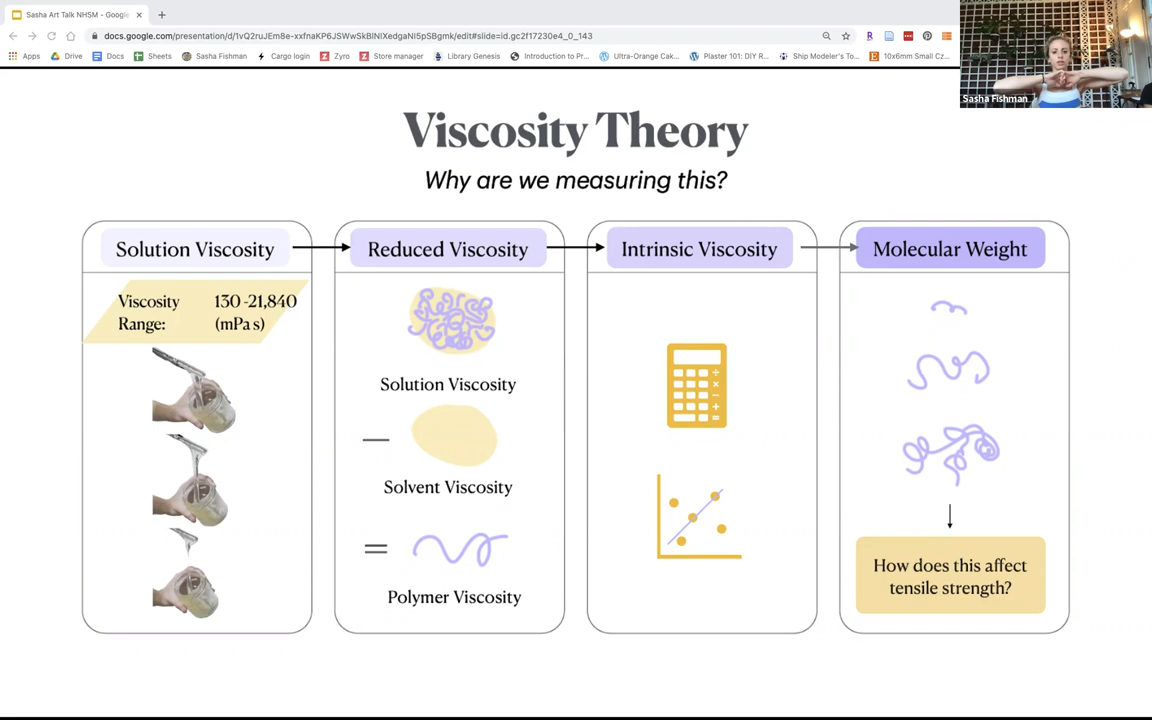 Sasha Art Talk NHSM - Google
docs.google.com/presentation/d/1vQ2ruJEm8e-xxfnaKP6JSWwSkBlNlXedgaNI5pSBgmk/edit#slide=id.gc2f17230e4_0_143
Apps Drive Docs Sheets Sasha Fishman Cargo login Zyro Store manager Library Genesis Introduction to Pr... Ultra-Orange Cak... Plaster 101: DIY R... Ship Modeler's To... 10x6mm Small Cz...
Sasha Fishman
Viscosity Theory
Why are we measuring this?
Solution Viscosity
Viscosity
Range:
130 -21,840
(mPa s)
Reduced Viscosity
Solution Viscosity
—
Solvent Viscosity
=
Polymer Viscosity
Intrinsic Viscosity
÷
×
−
+
=
Molecular Weight
How does this affect
tensile strength?